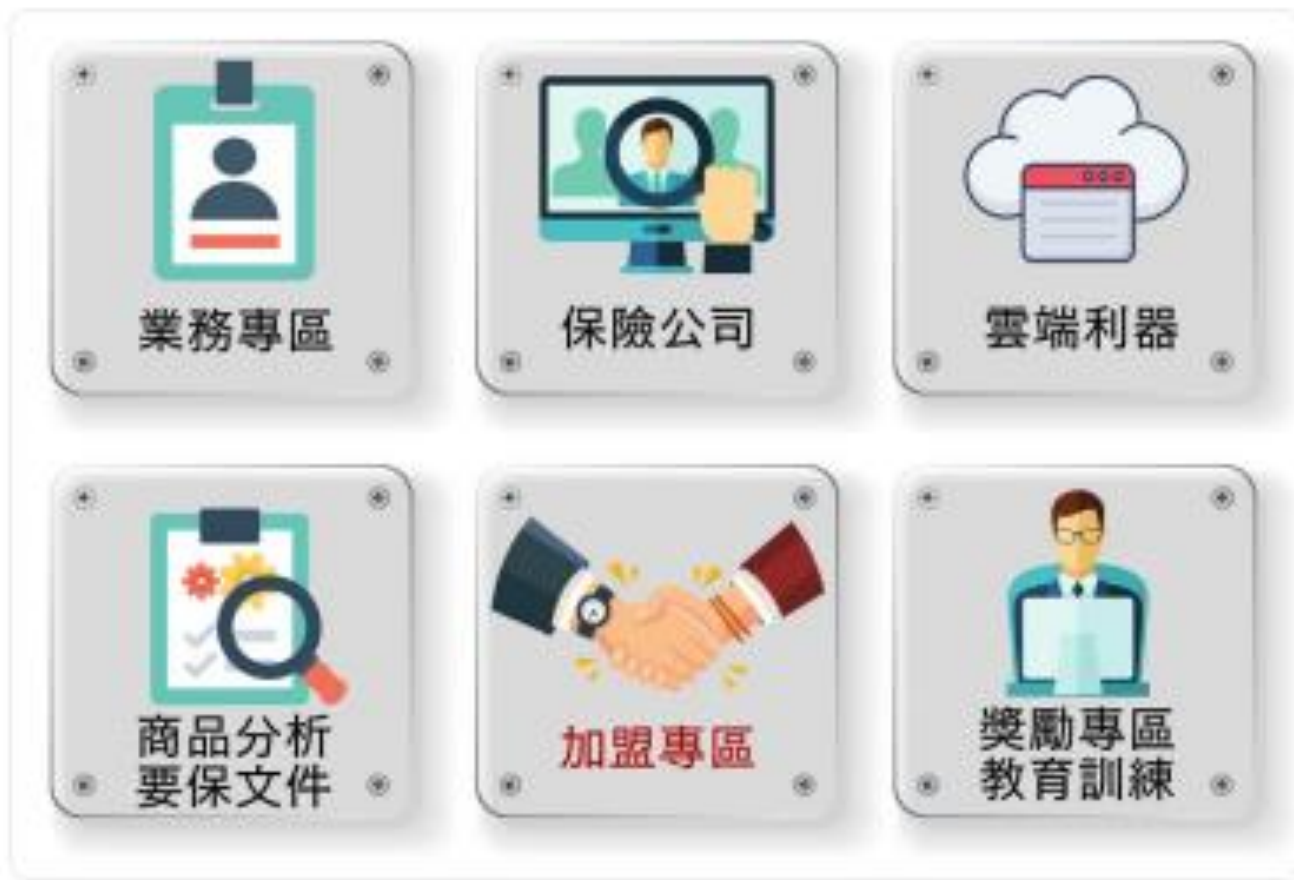 業務專區
保險公司
雲端利器
商品分析
要保文件
加盟專區
獎勵專區
教育訓練